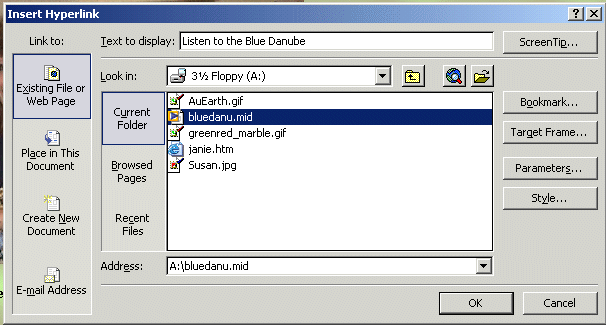 Insert Hyperlink
Link to:
Text to display: Listen to the Blue Danube
ScreenTip...
Existing File or
Web Page
Look in: 3½ Floppy (A:)
Current
Folder
AuEarth.gif
bluedanu.mid
greenred_marble.gif
janie.htm
Susan.jpg
Bookmark...
Target Frame...
Place in This
Document
Browsed
Pages
Parameters...
Style...
Create New
Document
Recent
Files
E-mail Address
Address: A:\bluedanu.mid
OK
Cancel